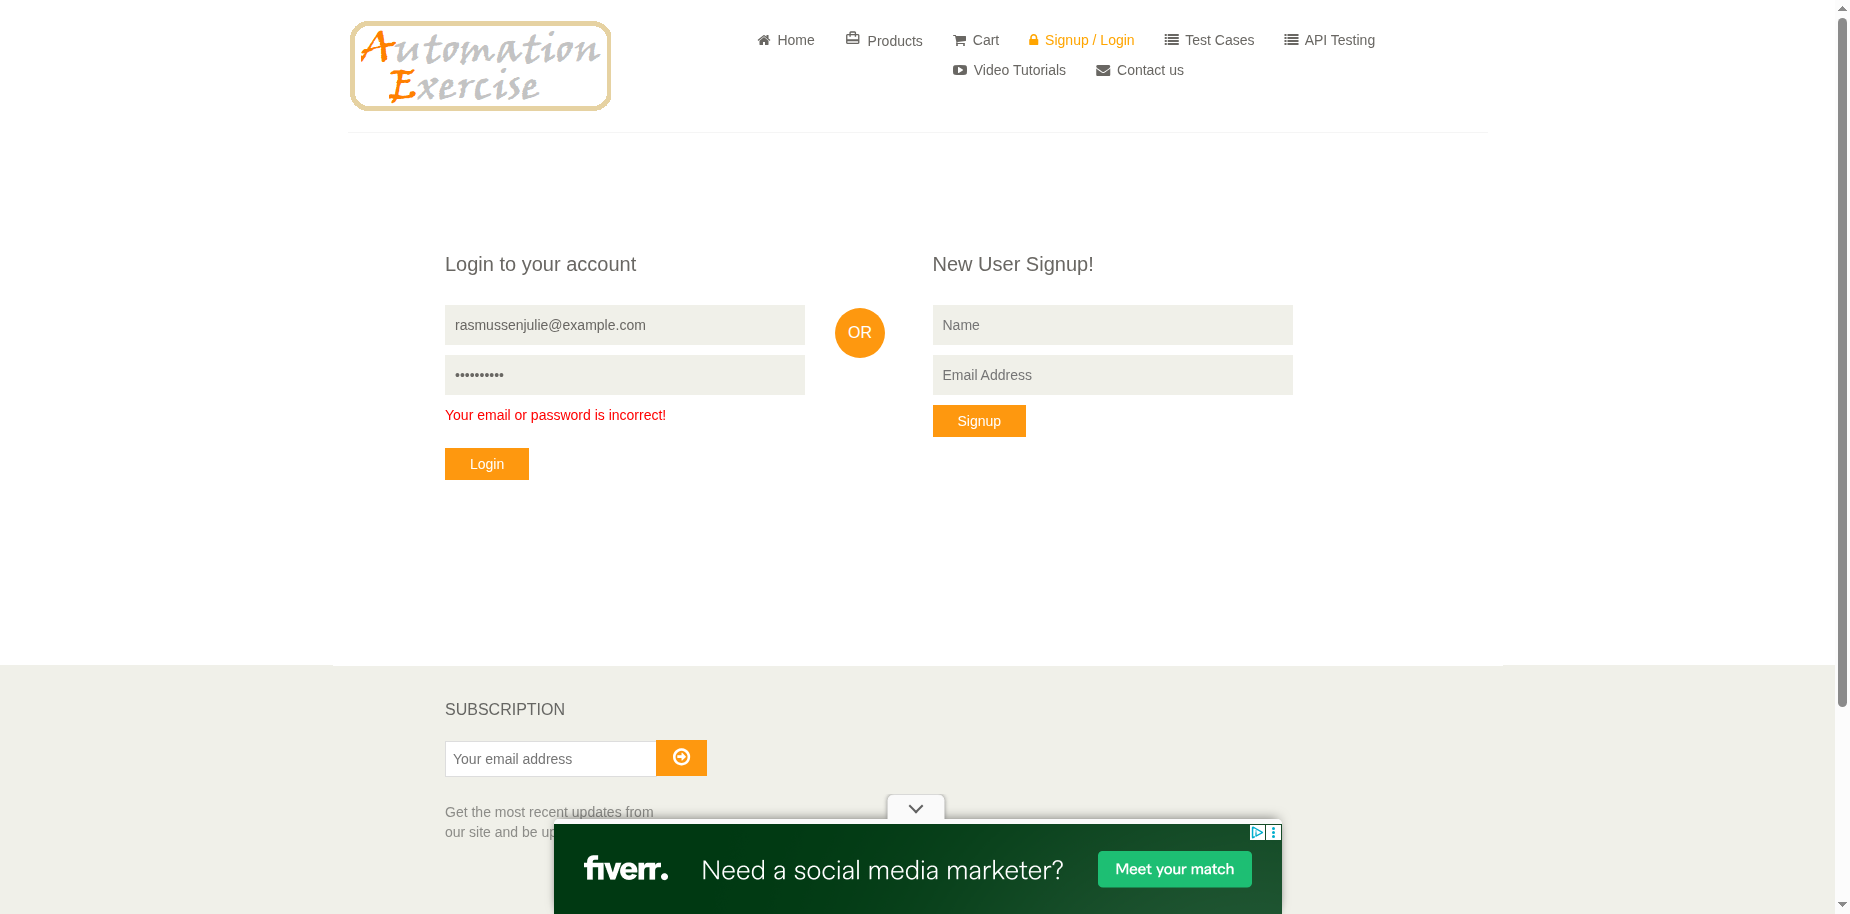 Automation
Exercise
Home
Products
Cart
Signup / Login
Test Cases
API Testing
Video Tutorials
Contact us
Login to your account
rasmussenjulie@example.com
••••••••••
Your email or password is incorrect!
Login
OR
New User Signup!
Name
Email Address
Signup
SUBSCRIPTION
Your email address
Get the most recent updates from
our site and be up
fiverr.
Need a social media marketer?
Meet your match